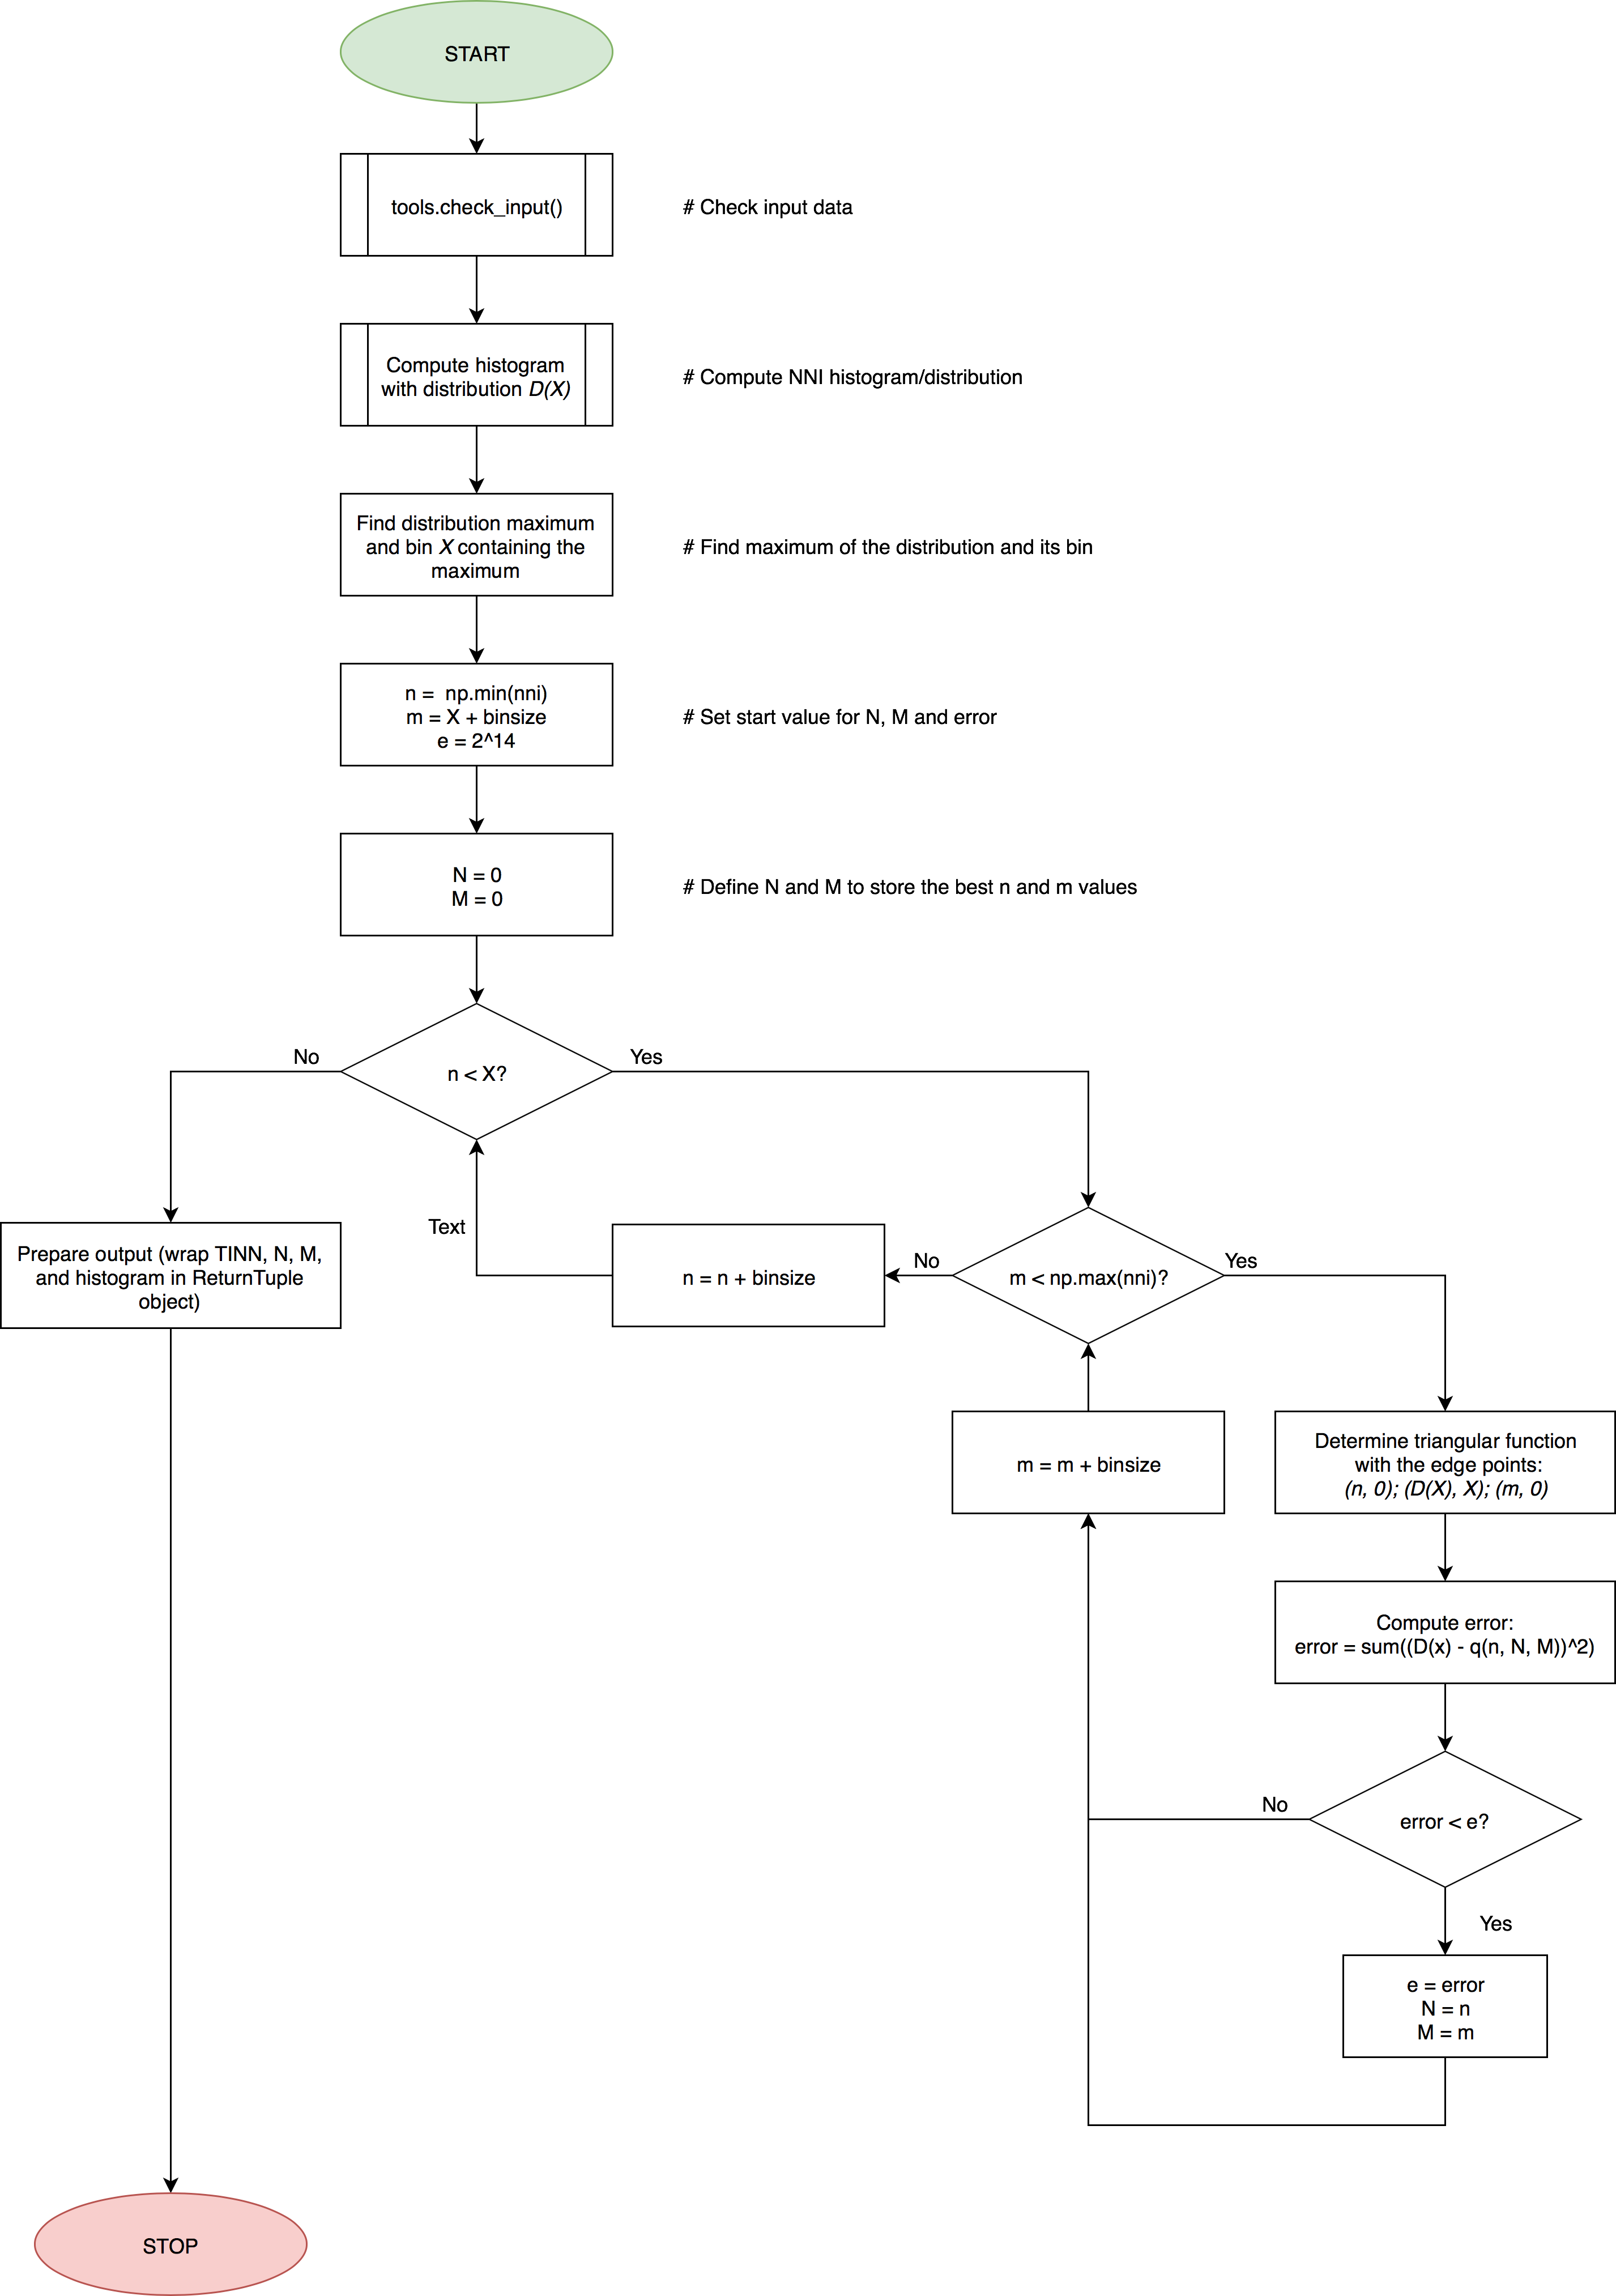 START
tools.check_input()
# Check input data
Compute histogram
with distribution D(X)
# Compute NNI histogram/distribution
Find distribution maximum
and bin X containing the
maximum
# Find maximum of the distribution and its bin
n =  np.min(nni)
m = X + binsize
e = 2^14
# Set start value for N, M and error
N = 0
M = 0
# Define N and M to store the best n and m values
No
n < X?
Yes
Prepare output (wrap TINN, N, M,
and histogram in ReturnTuple
object)
Text
n = n + binsize
No
m < np.max(nni)?
Yes
m = m + binsize
Determine triangular function
with the edge points:
(n, 0); (D(X), X); (m, 0)
Compute error:
error = sum((D(x) - q(n, N, M))^2)
No
error < e?
Yes
e = error
N = n
M = m
STOP